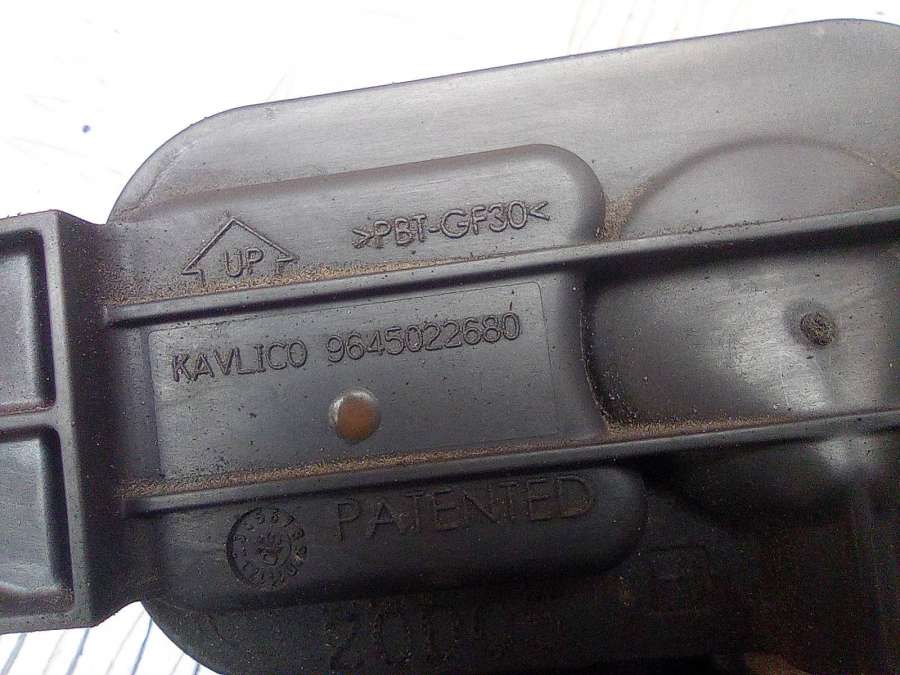 >PBT-GF30<
UP
KAVLICO 9645022680
PATENTED